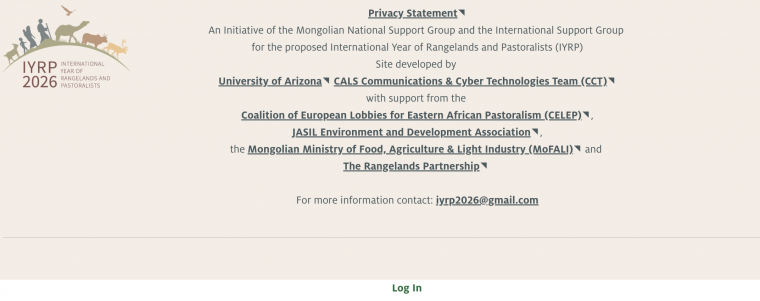 IYRP
2026
INTERNATIONAL
YEAR OF
RANGELANDS AND
PASTORALISTS
Privacy Statement
An Initiative of the Mongolian National Support Group and the International Support Group
for the proposed International Year of Rangelands and Pastoralists (IYRP)
Site developed by
University of Arizona CALS Communications & Cyber Technologies Team (CCT)
with support from the
Coalition of European Lobbies for Eastern African Pastoralism (CELEP),
JASIL Environment and Development Association,
the Mongolian Ministry of Food, Agriculture & Light Industry (MoFALI) and
The Rangelands Partnership
For more information contact: iyrp2026@gmail.com
Log In